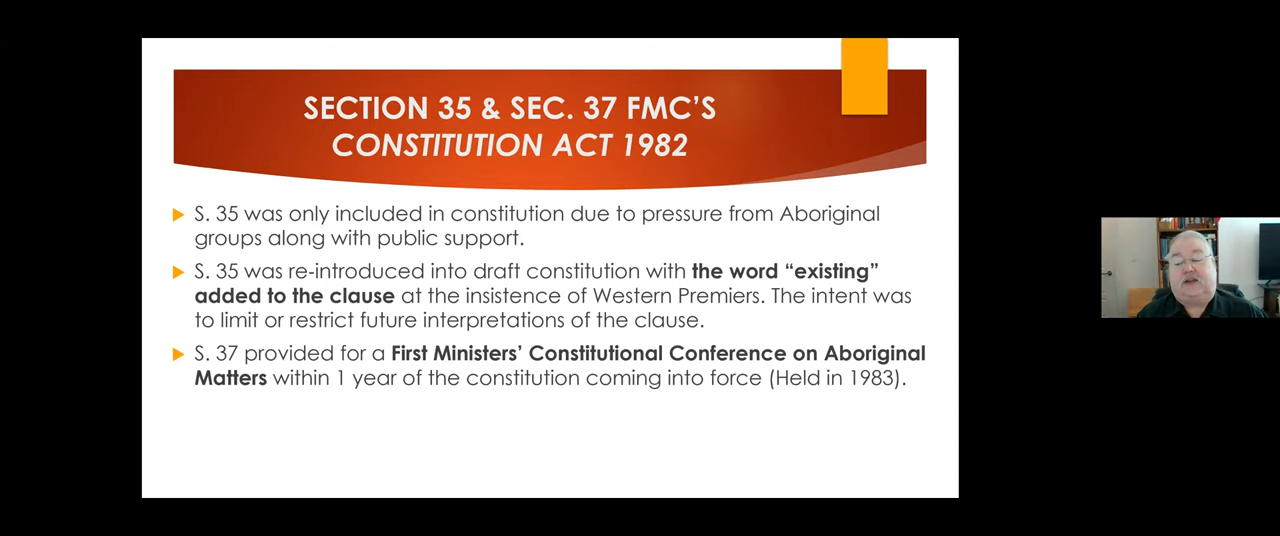 SECTION 35 & SEC. 37 FMC’S
CONSTITUTION ACT 1982
S. 35 was only included in constitution due to pressure from Aboriginal
groups along with public support.
S. 35 was re-introduced into draft constitution with the word “existing”
added to the clause at the insistence of Western Premiers. The intent was
to limit or restrict future interpretations of the clause.
S. 37 provided for a First Ministers’ Constitutional Conference on Aboriginal
Matters within 1 year of the constitution coming into force (Held in 1983).